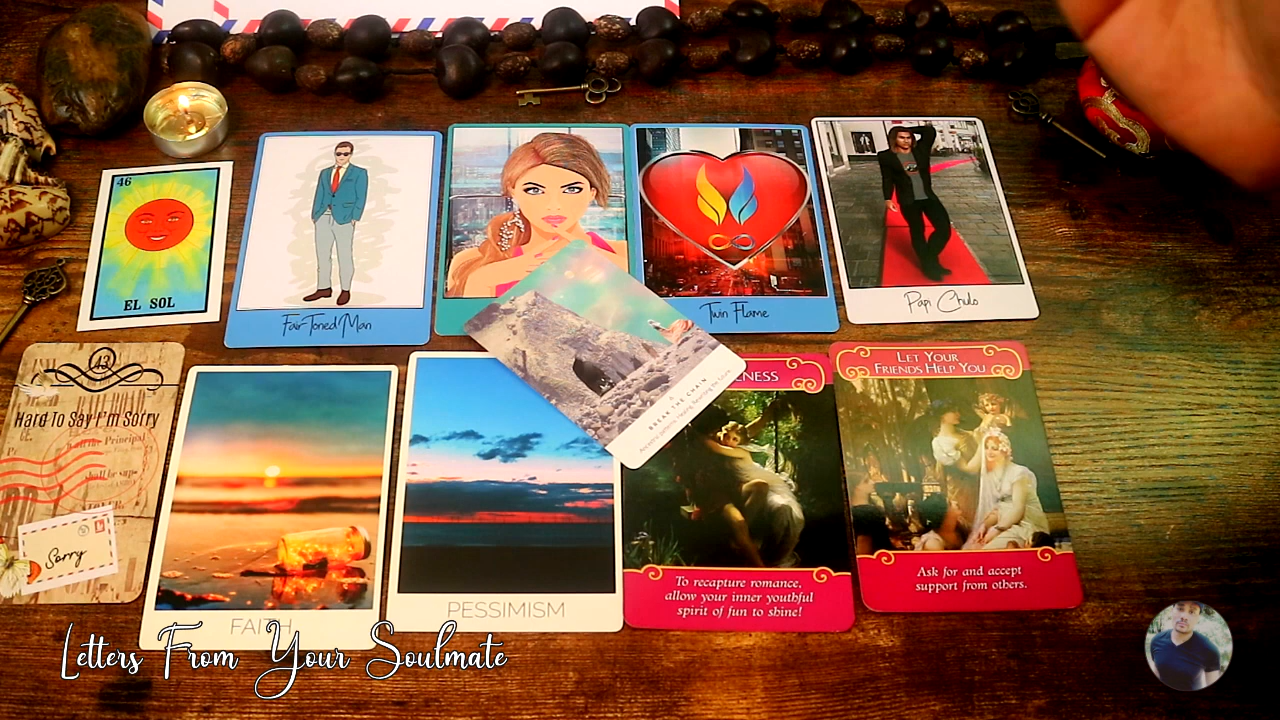 46
EL SOL
Fair-Toned Man
Twin Flame
Papi Chulo
43
Hard To Say I'm Sorry
Sorry
FAITH
PESSIMISM
BREAK THE CHAIN
To recapture romance,
allow your inner youthful
spirit of fun to shine!
LET YOUR
FRIENDS HELP YOU
Ask for and accept
support from others.
Letters From Your Soulmate